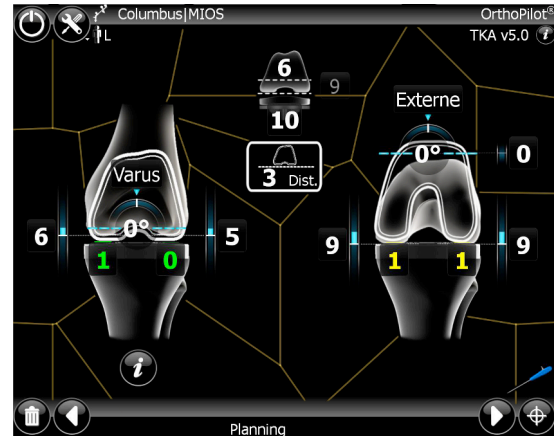 Columbus|MIOS
OrthoPilot®
L
TKA v5.0 i
6
9
10
3 Dist.
Varus
0°
6
5
1
0
Externe
0°
0
9
9
1
1
i
Planning